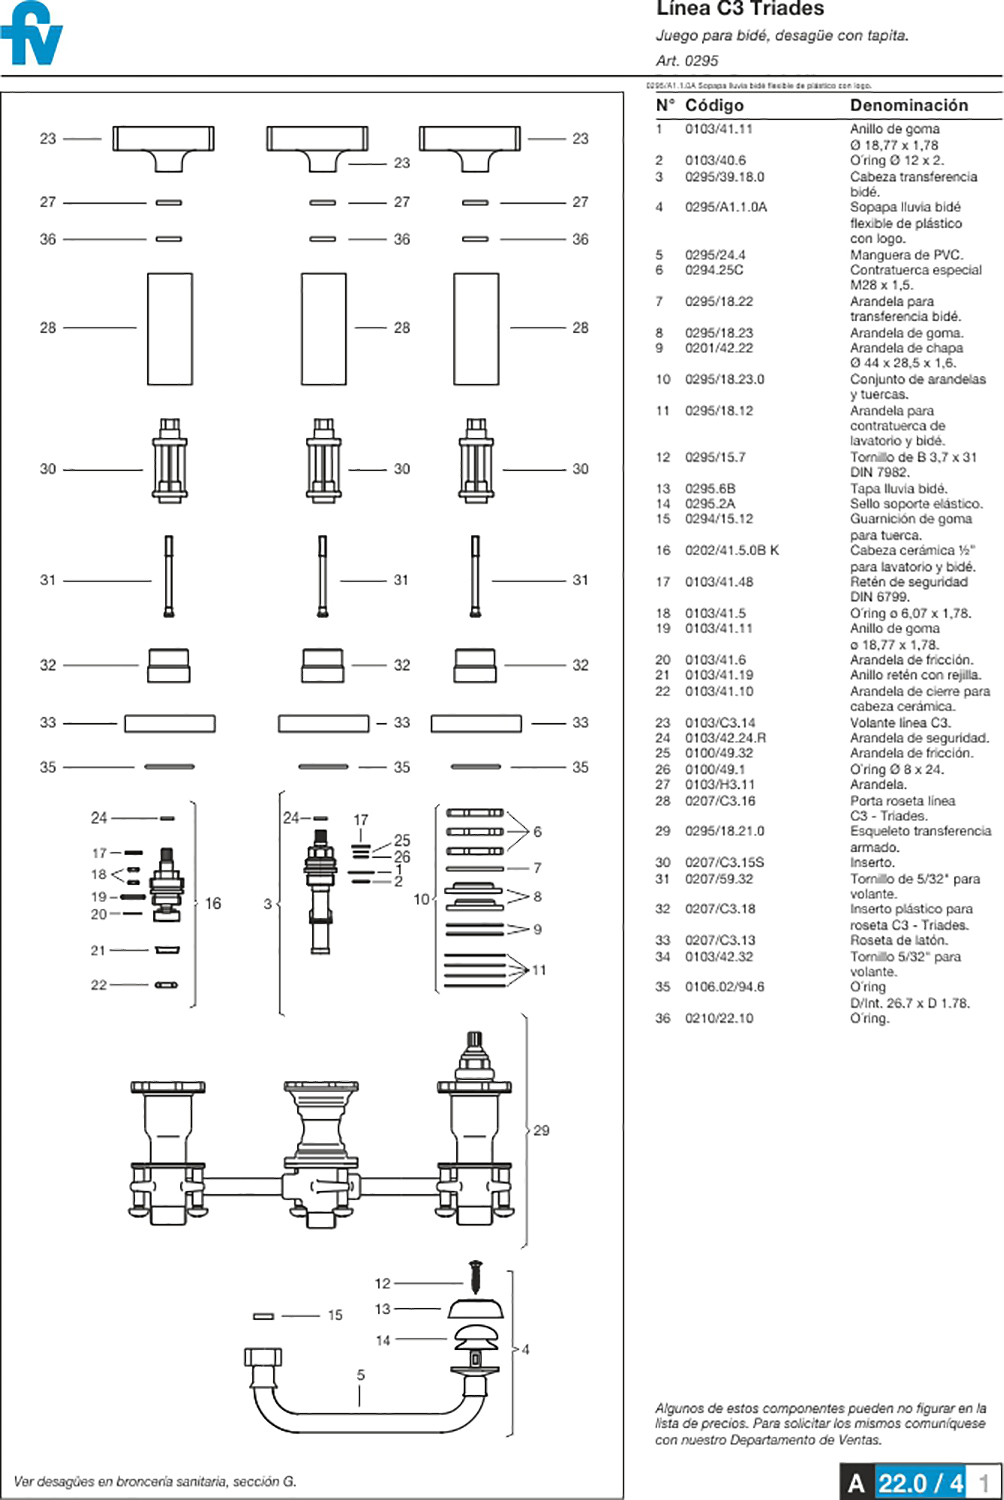 fv
Línea C3 Triades
Juego para bidé, desagüe con tapita.
Art. 0295
0295/A1.1.0A Sopapa lluvia bidé flexible de plástico con logo.
N° Código Denominación
1 0103/41.11 Anillo de goma
Ø 18,77 x 1,78
2 0103/40.6 O´ring Ø 12 x 2.
3 0295/39.18.0 Cabeza transferencia
bidé.
4 0295/A1.1.0A Sopapa lluvia bidé
flexible de plástico
con logo.
5 0295/24.4 Manguera de PVC.
6 0294.25C Contratuerca especial
M28 x 1,5.
7 0295/18.22 Arandela para
transferencia bidé.
8 0295/18.23 Arandela de goma.
9 0201/42.22 Arandela de chapa
Ø 44 x 28,5 x 1,6.
10 0295/18.23.0 Conjunto de arandelas
y tuercas.
11 0295/18.12 Arandela para
contratuerca de
lavatorio y bidé.
12 0295/15.7 Tornillo de B 3,7 x 31
DIN 7982.
13 0295.6B Tapa lluvia bidé.
14 0295.2A Sello soporte elástico.
15 0294/15.12 Guarnición de goma
para tuerca.
16 0202/41.5.0B K Cabeza cerámica ½"
para lavatorio y bidé.
17 0103/41.48 Retén de seguridad
DIN 6799.
18 0103/41.5 O´ring ø 6,07 x 1,78.
19 0103/41.11 Anillo de goma
ø 18,77 x 1,78.
20 0103/41.6 Arandela de fricción.
21 0103/41.19 Anillo retén con rejilla.
22 0103/41.10 Arandela de cierre para
cabeza cerámica.
23 0103/C3.14 Volante línea C3.
24 0103/42.24.R Arandela de seguridad.
25 0100/49.32 Arandela de fricción.
26 0100/49.1 O`ring Ø 8 x 24.
27 0103/H3.11 Arandela.
28 0207/C3.16 Porta roseta línea
C3 - Triades.
29 0295/18.21.0 Esqueleto transferencia
armado.
30 0207/C3.15S Inserto.
31 0207/59.32 Tornillo de 5/32" para
volante.
32 0207/C3.18 Inserto plástico para
roseta C3 - Triades.
33 0207/C3.13 Roseta de latón.
34 0103/42.32 Tornillo 5/32" para
volante.
35 0106.02/94.6 O´ring
D/Int. 26.7 x D 1.78.
36 0210/22.10 O´ring.
23 23 23
27 27 27
36 36 36
28 28 28
30 30 30
31 31 31
32 32 32
33 33 33
35 35 35
24 24 17
25
26
1
2
17
18
19
20
21
22
16
3
10
6
7
8
9
11
29
12
13
14
15
4
5
Algunos de estos componentes pueden no figurar en la
lista de precios. Para solicitar los mismos comuníquese
con nuestro Departamento de Ventas.
Ver desagües en broncería sanitaria, sección G.
A 22.0 / 4 1